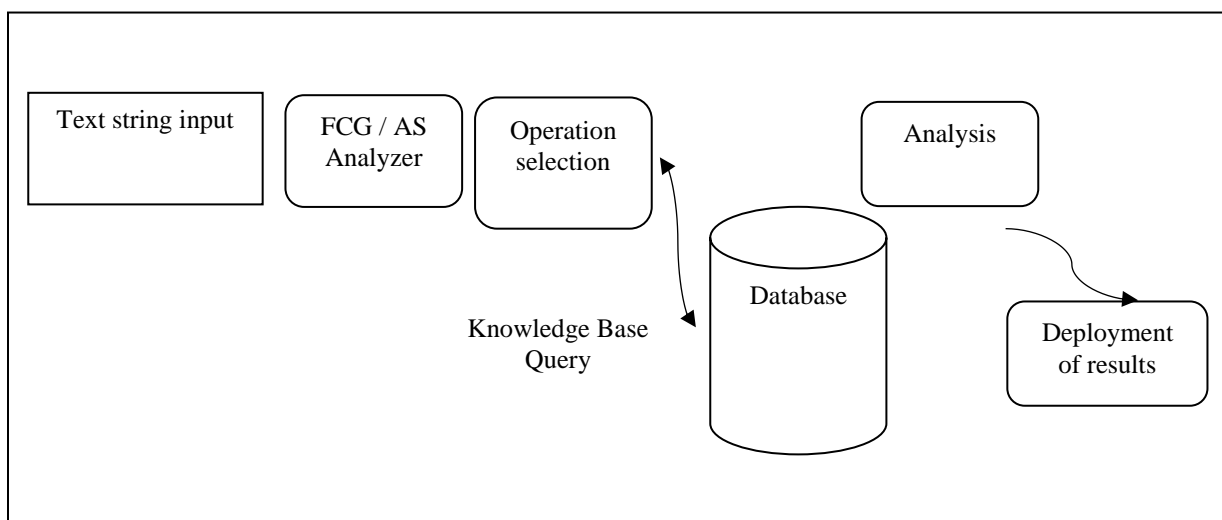 Text string input
FCG / AS
Analyzer
Operation
selection
Analysis
Database
Knowledge Base
Query
Deployment
of results